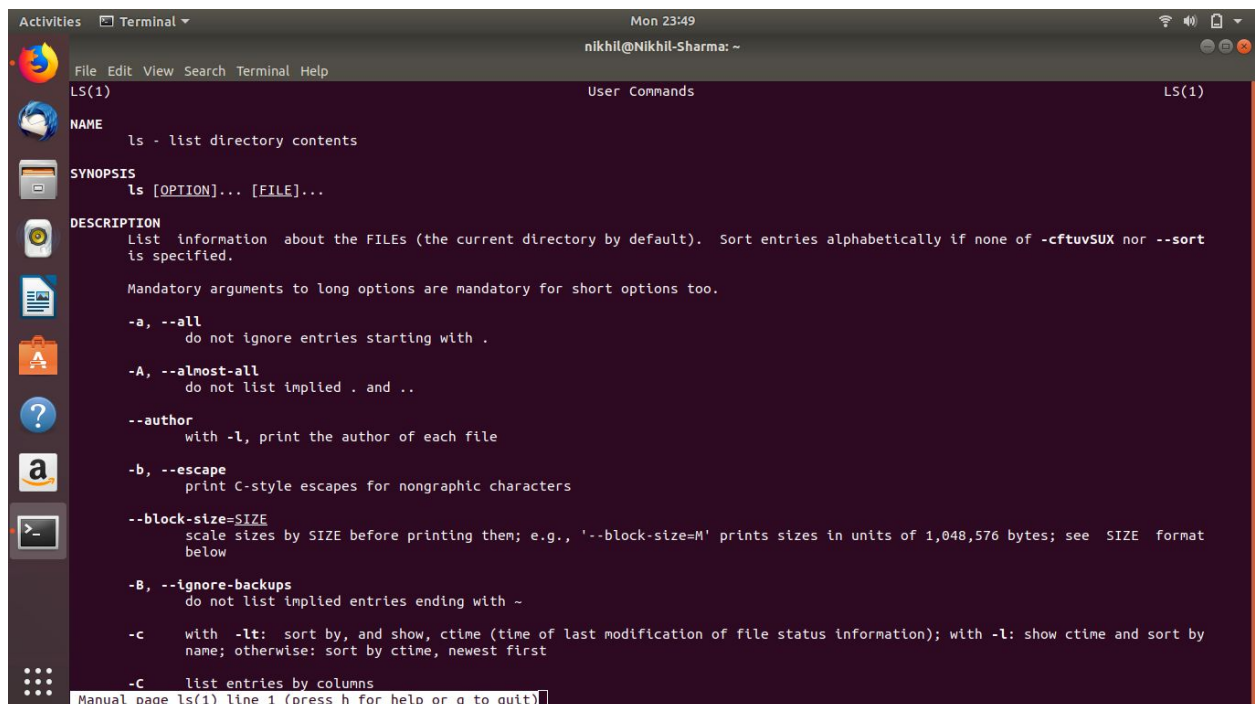 Activities Terminal Mon 23:49
nikhil@Nikhil-Sharma: ~
File Edit View Search Terminal Help
LS(1) User Commands LS(1)
NAME
ls - list directory contents
SYNOPSIS
ls [OPTION]... [FILE]...
DESCRIPTION
List information about the FILEs (the current directory by default). Sort entries alphabetically if none of -cftuvSUX nor --sort
is specified.
Mandatory arguments to long options are mandatory for short options too.
-a, --all
do not ignore entries starting with .
-A, --almost-all
do not list implied . and ..
--author
with -l, print the author of each file
-b, --escape
print C-style escapes for nongraphic characters
--block-size=SIZE
scale sizes by SIZE before printing them; e.g., '--block-size=M' prints sizes in units of 1,048,576 bytes; see SIZE format
below
-B, --ignore-backups
do not list implied entries ending with ~
-c with -lt: sort by, and show, ctime (time of last modification of file status information); with -l: show ctime and sort by
name; otherwise: sort by ctime, newest first
-C list entries by columns
Manual page ls(1) line 1 (press h for help or q to quit)